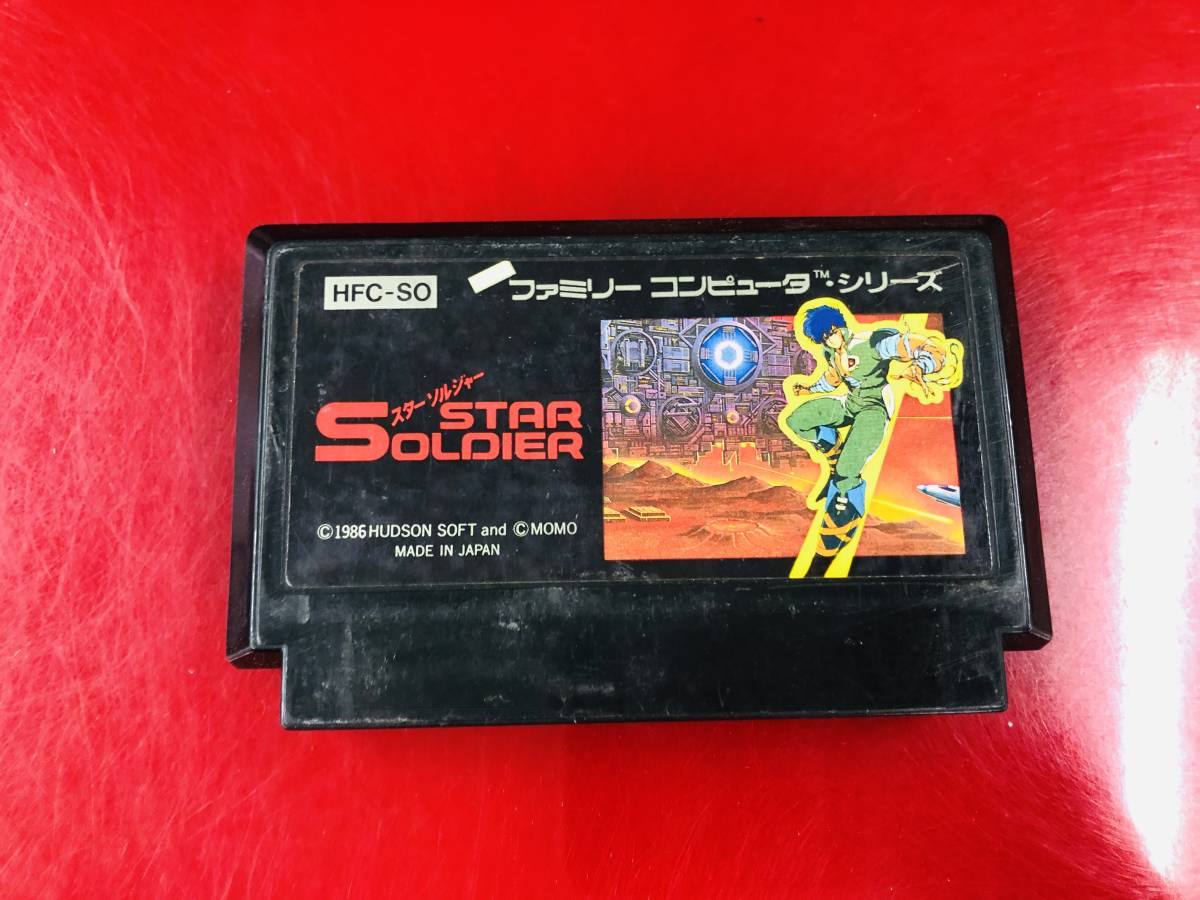 HFC-SO
ファミリー コンピュータ™・シリーズ
スターソルジャー
STAR
SOLDIER
©1986 HUDSON SOFT and ©MOMO
MADE IN JAPAN